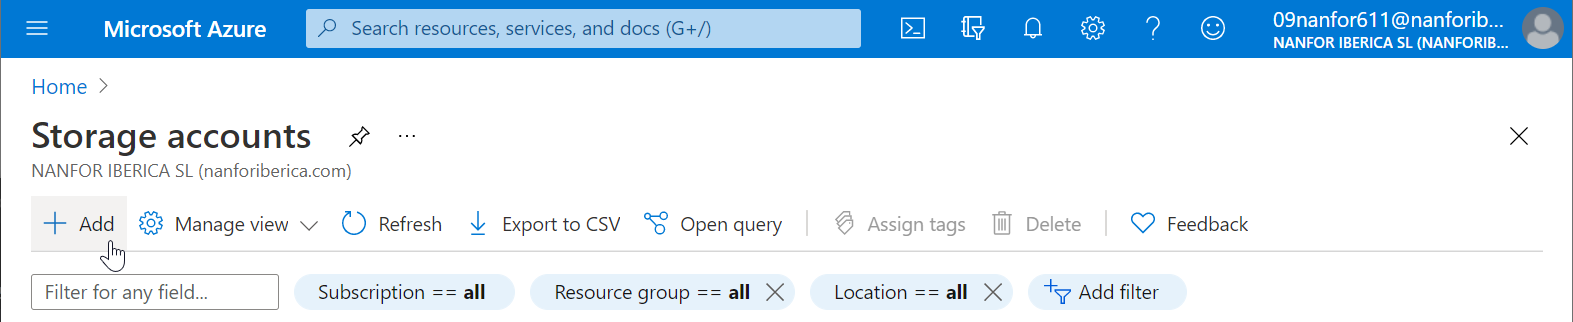 Microsoft Azure
Search resources, services, and docs (G+/)
09nanfor611@nanforib...
NANFOR IBERICA SL (NANFORIB...
Home >
Storage accounts
NANFOR IBERICA SL (nanforiberica.com)
Add Manage view Refresh Export to CSV Open query Assign tags Delete Feedback
Filter for any field... Subscription == all Resource group == all Location == all Add filter